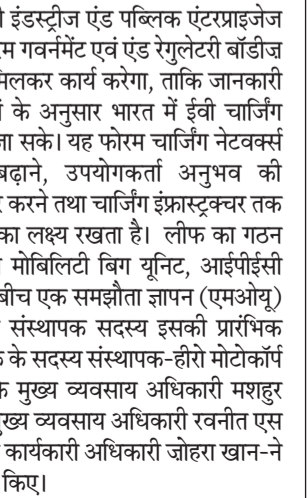 इंडस्ट्रीज एंड पब्लिक एंटरप्राइजेज
गवर्नमेंट एवं एंड रेगुलेटरी बॉडीज
मिलकर कार्य करेगा, ताकि जानकारी
के अनुसार भारत में ईवी चार्जिंग
जा सके। यह फोरम चार्जिंग नेटवर्क्स
बढ़ाने, उपयोगकर्ता अनुभव की
करने तथा चार्जिंग इंफ्रास्ट्रक्चर तक
का लक्ष्य रखता है। लीफ का गठन
मोबिलिटी बिग यूनिट, आईपीईसी
बीच एक समझौता ज्ञापन (एमओयू)
संस्थापक सदस्य इसकी प्रारंभिक
के सदस्य संस्थापक-हीरो मोटोकॉर्प
के मुख्य व्यवसाय अधिकारी मशहुर
मुख्य व्यवसाय अधिकारी रवनीत एस
कार्यकारी अधिकारी जोहरा खान-ने
किए।